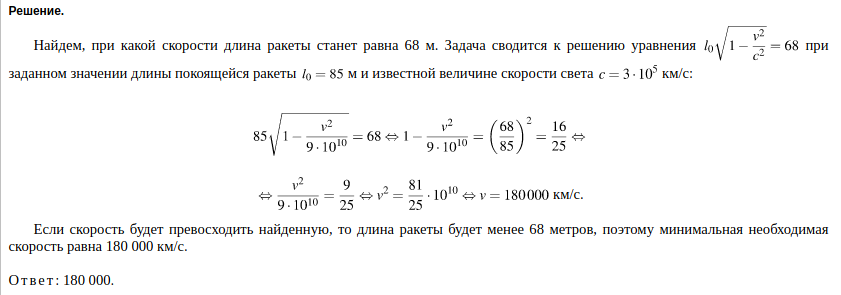 Решение.
Найдем, при какой скорости длина ракеты станет равна 68 м. Задача сводится к решению уравнения $l_0\sqrt{1-\frac{v^2}{c^2}}=68$ при
заданном значении длины покоящейся ракеты $l_0=85$ м и известной величине скорости света $c=3\cdot10^5$ км/с:
$85\sqrt{1-\frac{v^2}{9\cdot10^{10}}}=68\Leftrightarrow1-\frac{v^2}{9\cdot10^{10}}=\left(\frac{68}{85}\right)^2=\frac{16}{25}\Leftrightarrow$
$\Leftrightarrow\frac{v^2}{9\cdot10^{10}}=\frac{9}{25}\Leftrightarrow v^2=\frac{81}{25}\cdot10^{10}\Leftrightarrow v=180000$ км/с.
Если скорость будет превосходить найденную, то длина ракеты будет менее 68 метров, поэтому минимальная необходимая
скорость равна 180 000 км/с.
Ответ: 180 000.